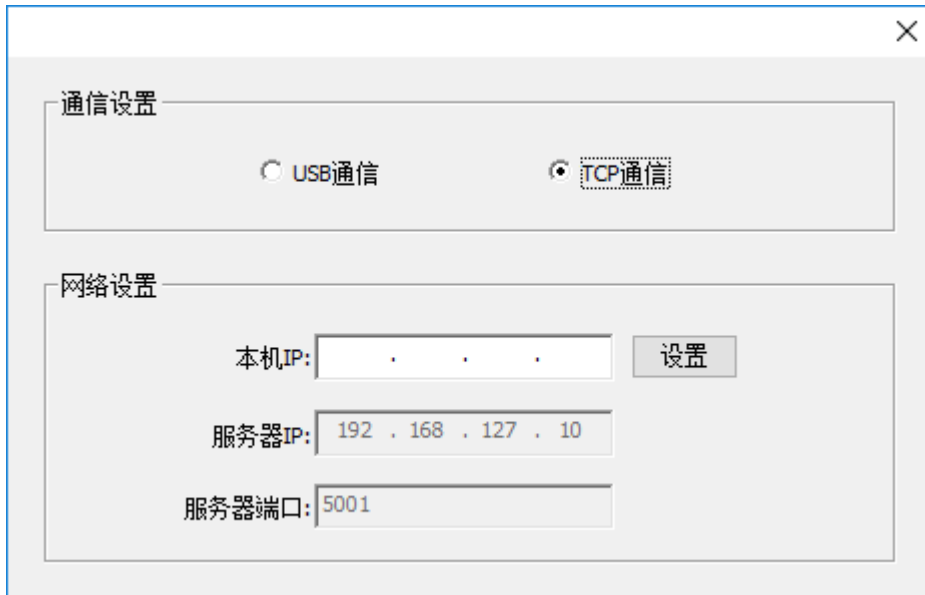 通信设置
USB通信 TCP通信
网络设置
本机IP: . . . 设置
服务器IP: 192 . 168 . 127 . 10
服务器端口: 5001